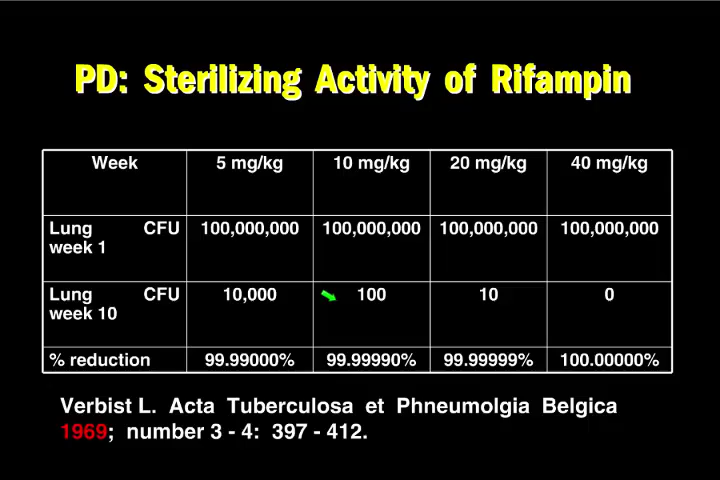 PD: Sterilizing Activity of Rifampin
Week 5 mg/kg 10 mg/kg 20 mg/kg 40 mg/kg
Lung CFU 100,000,000 100,000,000 100,000,000 100,000,000
week 1
Lung CFU 10,000 100 10 0
week 10
% reduction 99.99000% 99.99990% 99.99999% 100.00000%
Verbist L. Acta Tuberculosa et Phneumolgia Belgica
1969; number 3 - 4: 397 - 412.